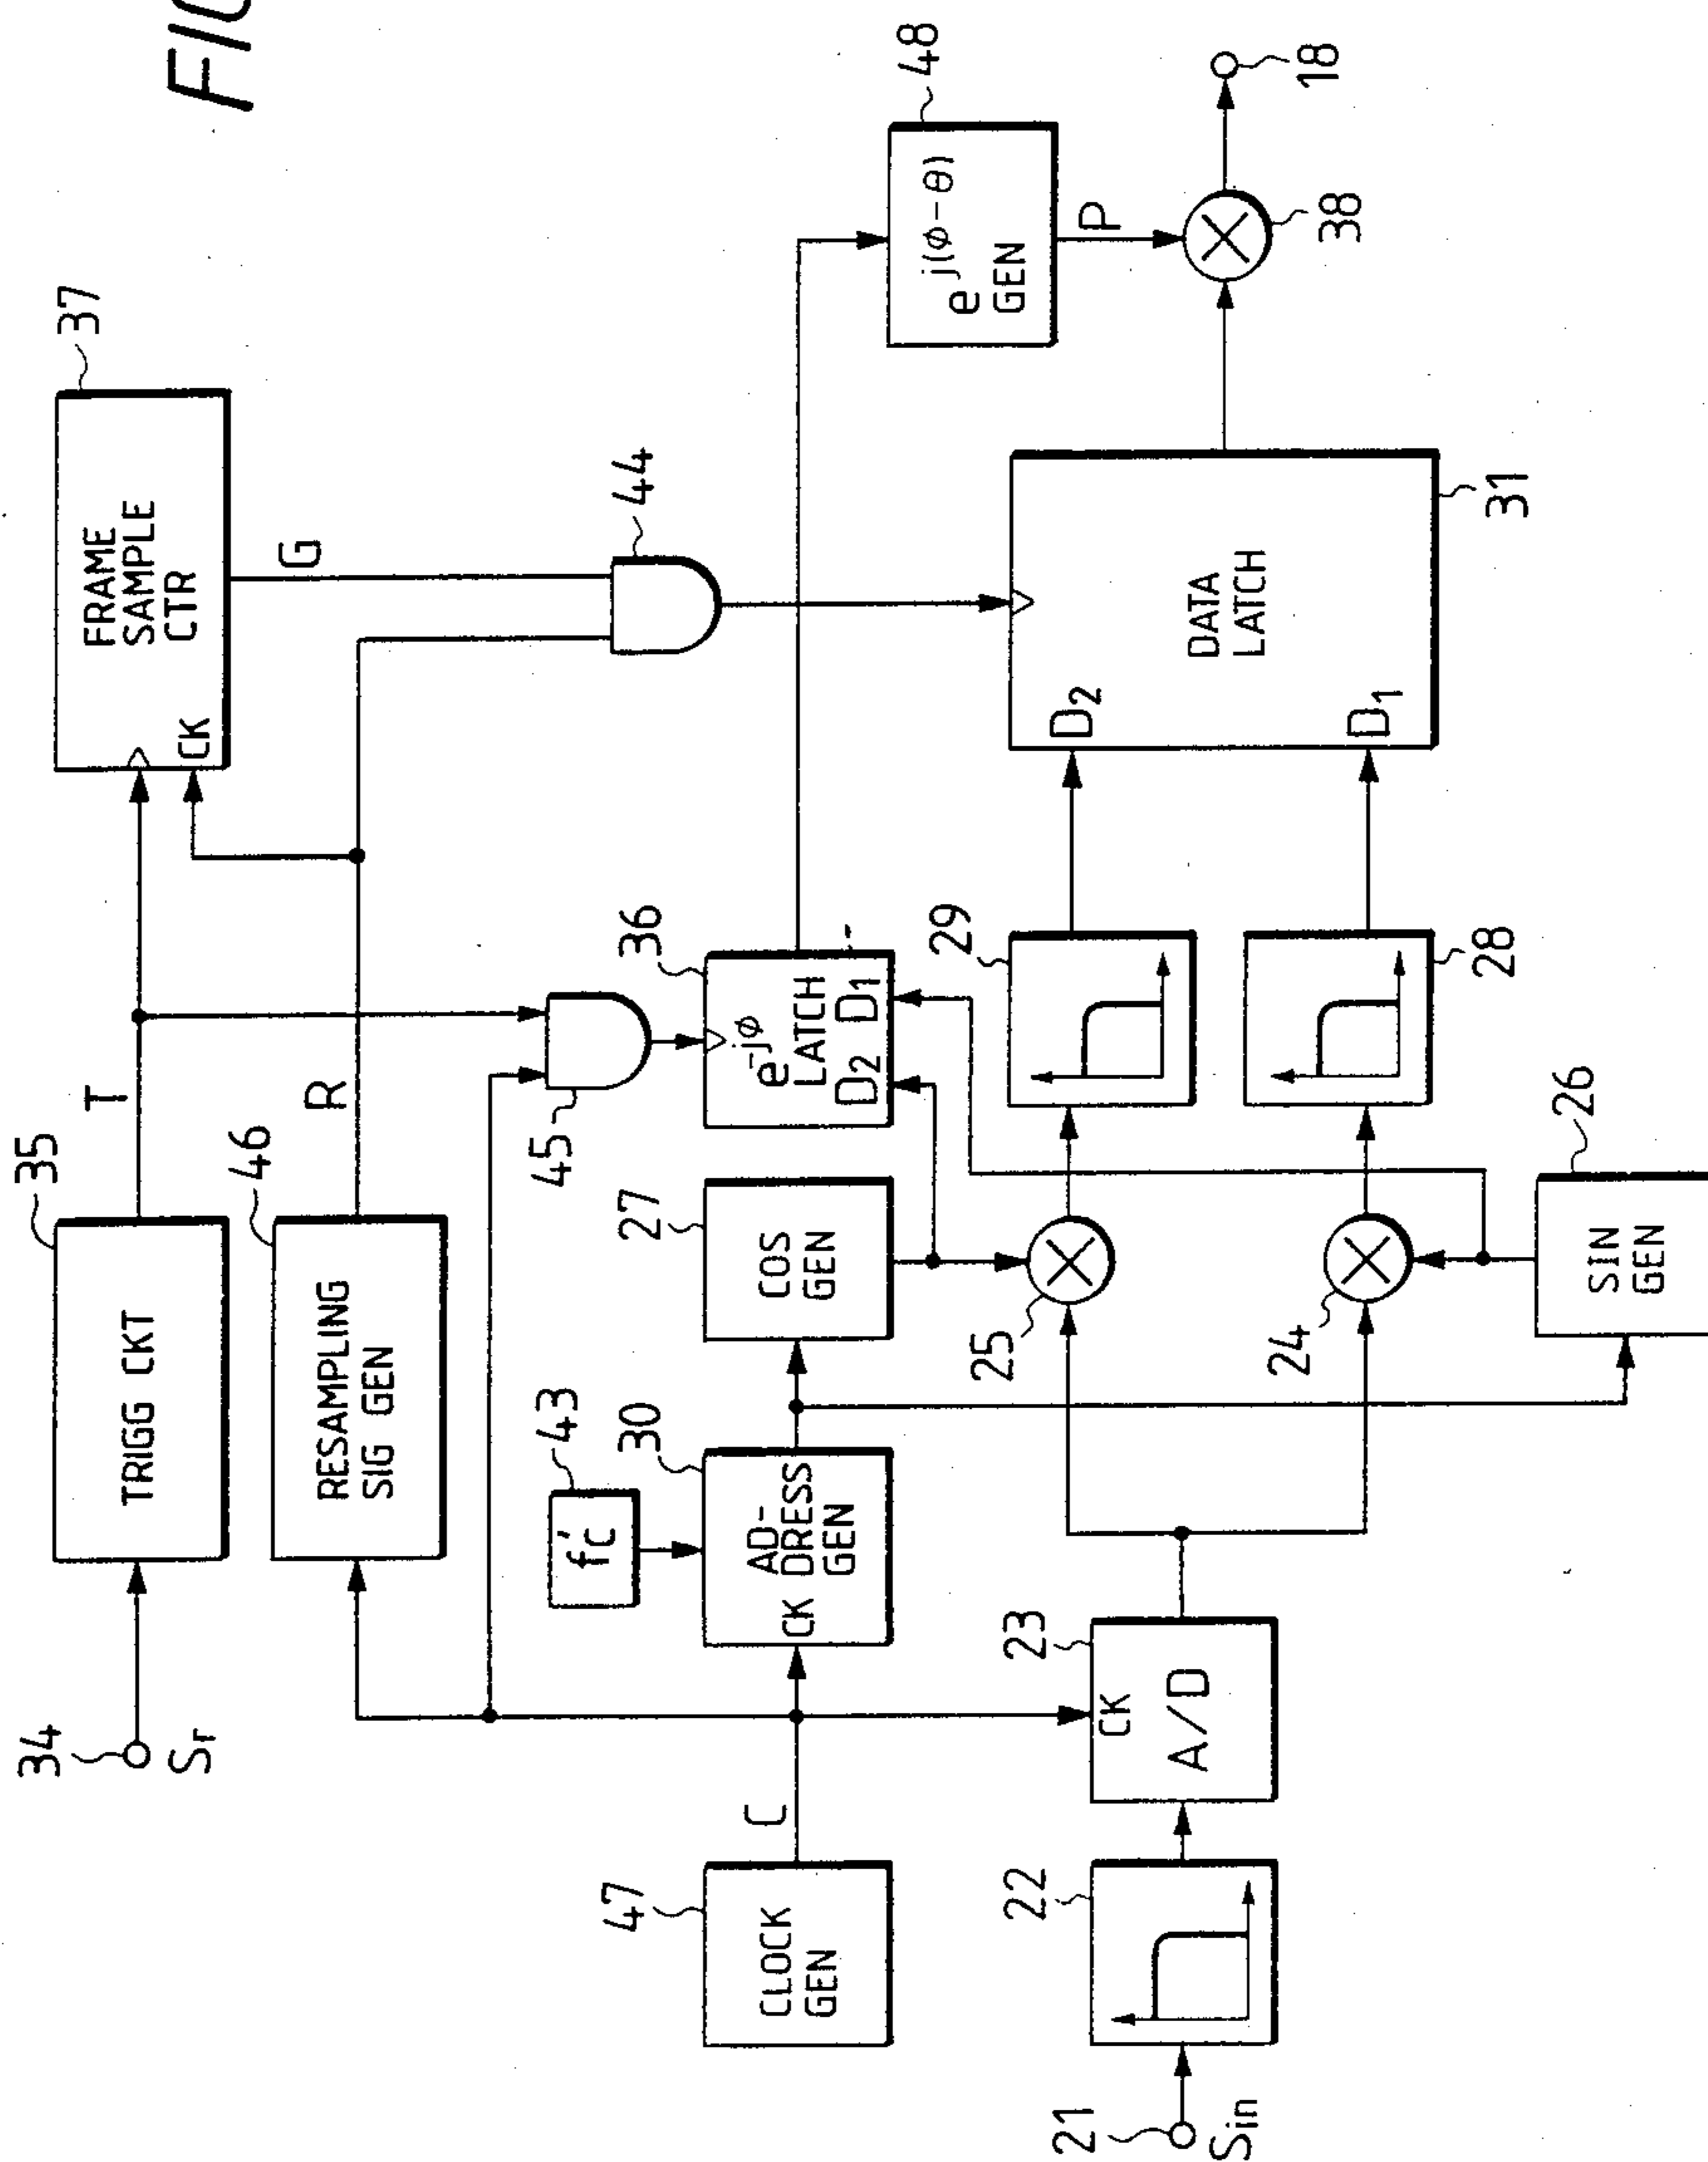 FIG
34
Sr
35
TRIGG CKT
T
37
FRAME
SAMPLE
CTR
CK
46
RESAMPLING
SIG GEN
R
G
44
45
43
fc'
47
CLOCK
GEN
C
30
AD-
DRESS
GEN
CK
27
COS
GEN
36
e-jφ
LATCH
D2 D1
48
ej(φ-θ)
GEN
P
21
Sin
22
23
CK
A/D
25
24
29
28
D2
D1
DATA
LATCH
31
38
18
26
SIN
GEN